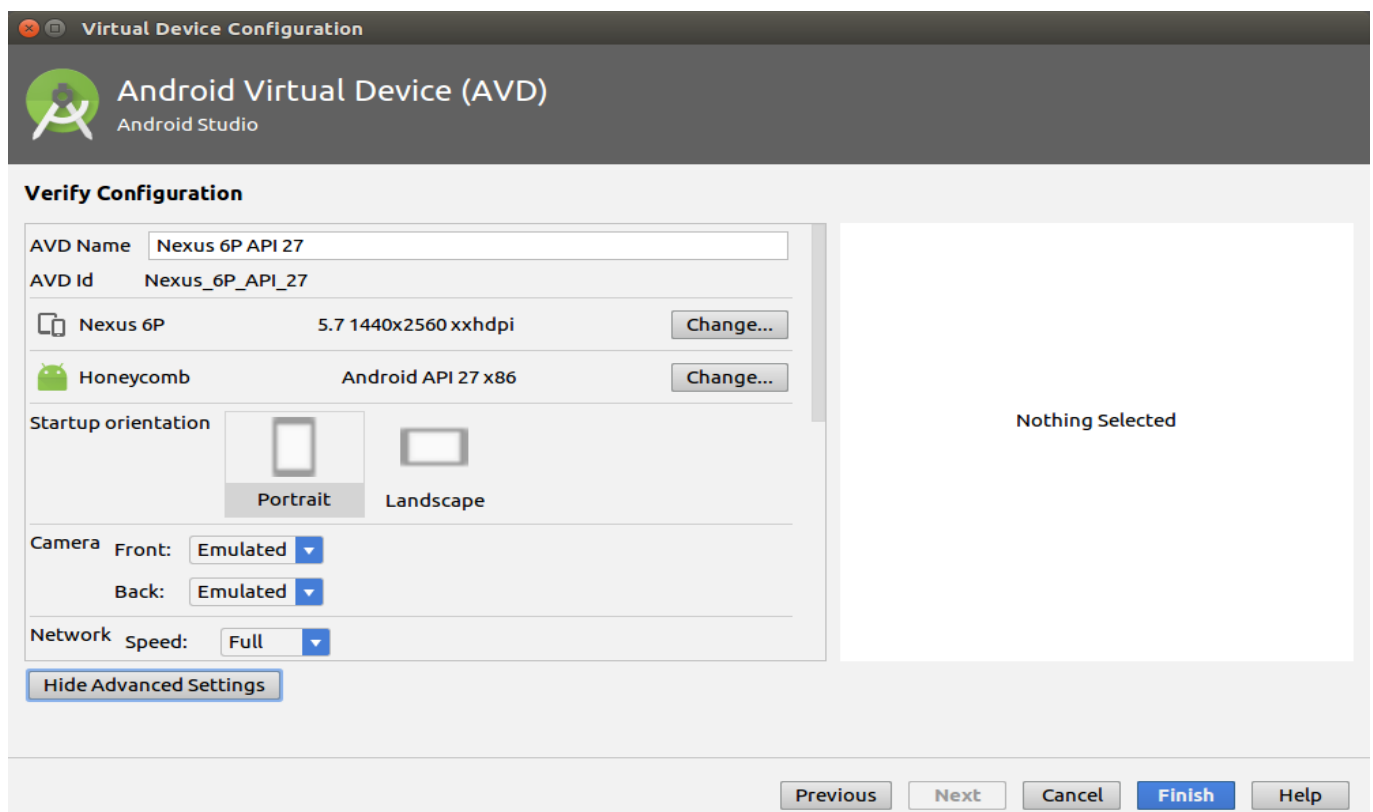 Virtual Device Configuration
Android Virtual Device (AVD)
Android Studio
Verify Configuration
AVD Name Nexus 6P API 27
AVD Id Nexus_6P_API_27
Nexus 6P 5.7 1440x2560 xxhdpi Change...
Honeycomb Android API 27 x86 Change...
Startup orientation
Portrait Landscape
Camera Front: Emulated
Back: Emulated
Network Speed: Full
Nothing Selected
Hide Advanced Settings
Previous Next Cancel Finish Help